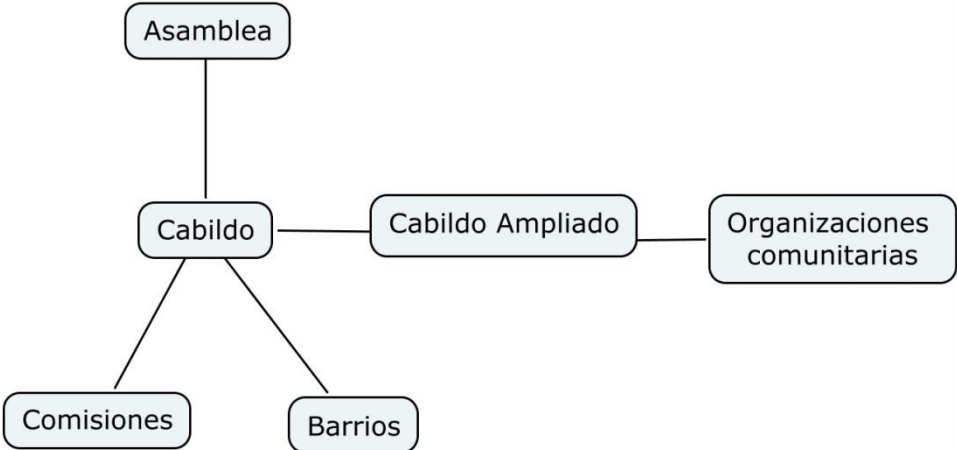 Asamblea
Cabildo
Cabildo Ampliado
Organizaciones
comunitarias
Comisiones
Barrios